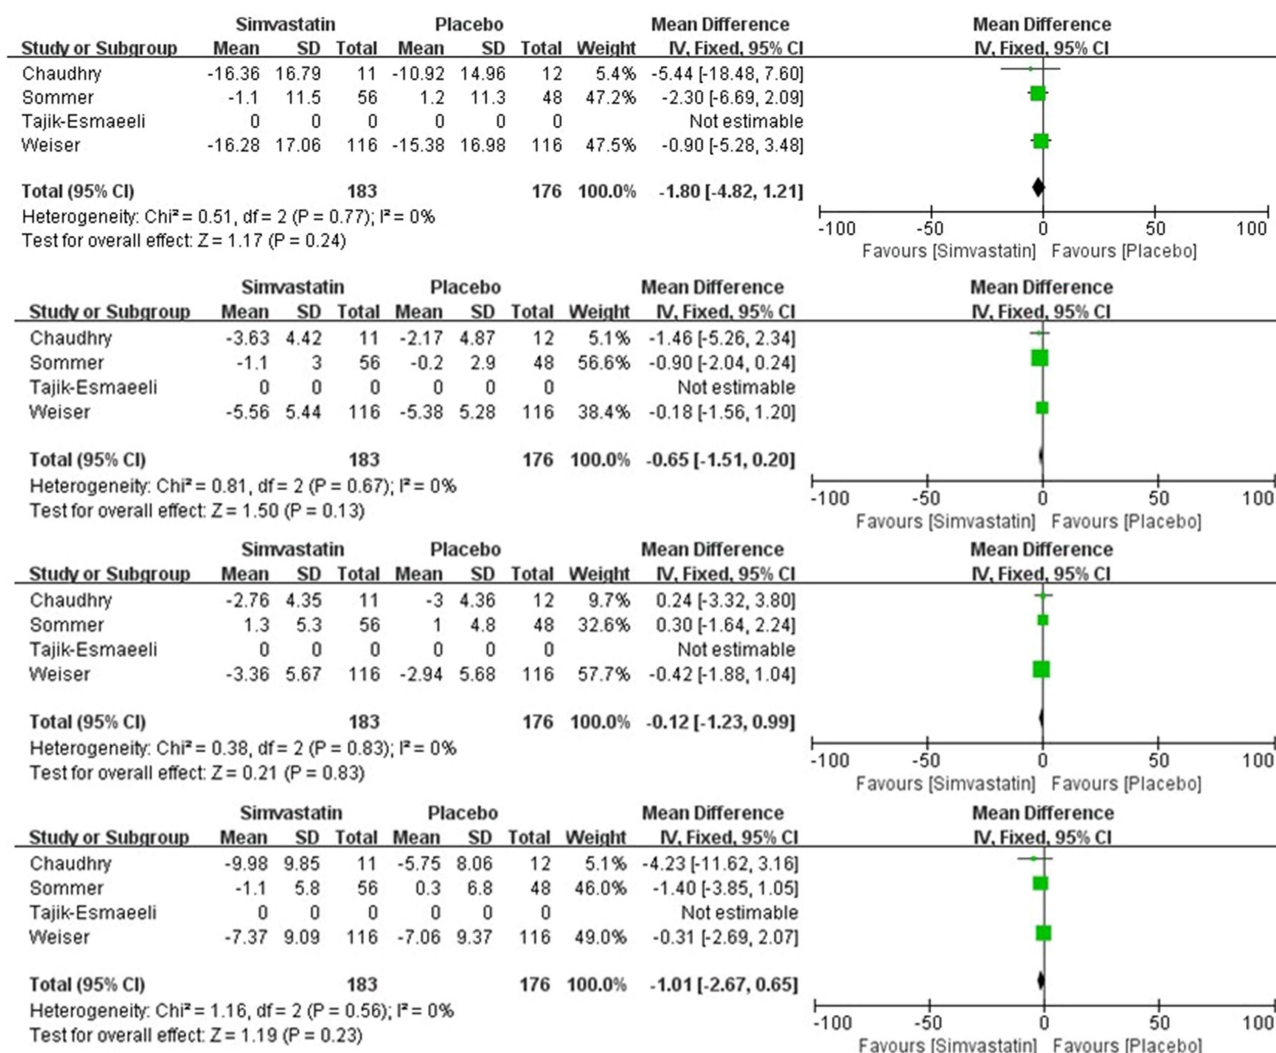 Simvastatin Placebo Mean Difference Mean Difference
Study or Subgroup Mean SD Total Mean SD Total Weight IV, Fixed, 95% CI IV, Fixed, 95% CI
Chaudhry -16.36 16.79 11 -10.92 14.96 12 5.4% -5.44 [-18.48, 7.60]
Sommer -1.1 11.5 56 1.2 11.3 48 47.2% -2.30 [-6.69, 2.09]
Tajik-Esmaeeli 0 0 0 0 0 0 Not estimable
Weiser -16.28 17.06 116 -15.38 16.98 116 47.5% -0.90 [-5.28, 3.48]
Total (95% CI) 183 176 100.0% -1.80 [-4.82, 1.21]
Heterogeneity: Chi² = 0.51, df = 2 (P = 0.77); I² = 0%
Test for overall effect: Z = 1.17 (P = 0.24)
-100 -50 0 50 100
Favours [Simvastatin] Favours [Placebo]
Simvastatin Placebo Mean Difference Mean Difference
Study or Subgroup Mean SD Total Mean SD Total Weight IV, Fixed, 95% CI IV, Fixed, 95% CI
Chaudhry -3.63 4.42 11 -2.17 4.87 12 5.1% -1.46 [-5.26, 2.34]
Sommer -1.1 3 56 -0.2 2.9 48 56.6% -0.90 [-2.04, 0.24]
Tajik-Esmaeeli 0 0 0 0 0 0 Not estimable
Weiser -5.56 5.44 116 -5.38 5.28 116 38.4% -0.18 [-1.56, 1.20]
Total (95% CI) 183 176 100.0% -0.65 [-1.51, 0.20]
Heterogeneity: Chi² = 0.81, df = 2 (P = 0.67); I² = 0%
Test for overall effect: Z = 1.50 (P = 0.13)
-100 -50 0 50 100
Favours [Simvastatin] Favours [Placebo]
Simvastatin Placebo Mean Difference Mean Difference
Study or Subgroup Mean SD Total Mean SD Total Weight IV, Fixed, 95% CI IV, Fixed, 95% CI
Chaudhry -2.76 4.35 11 -3 4.36 12 9.7% 0.24 [-3.32, 3.80]
Sommer 1.3 5.3 56 1 4.8 48 32.6% 0.30 [-1.64, 2.24]
Tajik-Esmaeeli 0 0 0 0 0 0 Not estimable
Weiser -3.36 5.67 116 -2.94 5.68 116 57.7% -0.42 [-1.88, 1.04]
Total (95% CI) 183 176 100.0% -0.12 [-1.23, 0.99]
Heterogeneity: Chi² = 0.38, df = 2 (P = 0.83); I² = 0%
Test for overall effect: Z = 0.21 (P = 0.83)
-100 -50 0 50 100
Favours [Simvastatin] Favours [Placebo]
Simvastatin Placebo Mean Difference Mean Difference
Study or Subgroup Mean SD Total Mean SD Total Weight IV, Fixed, 95% CI IV, Fixed, 95% CI
Chaudhry -9.98 9.85 11 -5.75 8.06 12 5.1% -4.23 [-11.62, 3.16]
Sommer -1.1 5.8 56 0.3 6.8 48 46.0% -1.40 [-3.85, 1.05]
Tajik-Esmaeeli 0 0 0 0 0 0 Not estimable
Weiser -7.37 9.09 116 -7.06 9.37 116 49.0% -0.31 [-2.69, 2.07]
Total (95% CI) 183 176 100.0% -1.01 [-2.67, 0.65]
Heterogeneity: Chi² = 1.16, df = 2 (P = 0.56); I² = 0%
Test for overall effect: Z = 1.19 (P = 0.23)
-100 -50 0 50 100
Favours [Simvastatin] Favours [Placebo]